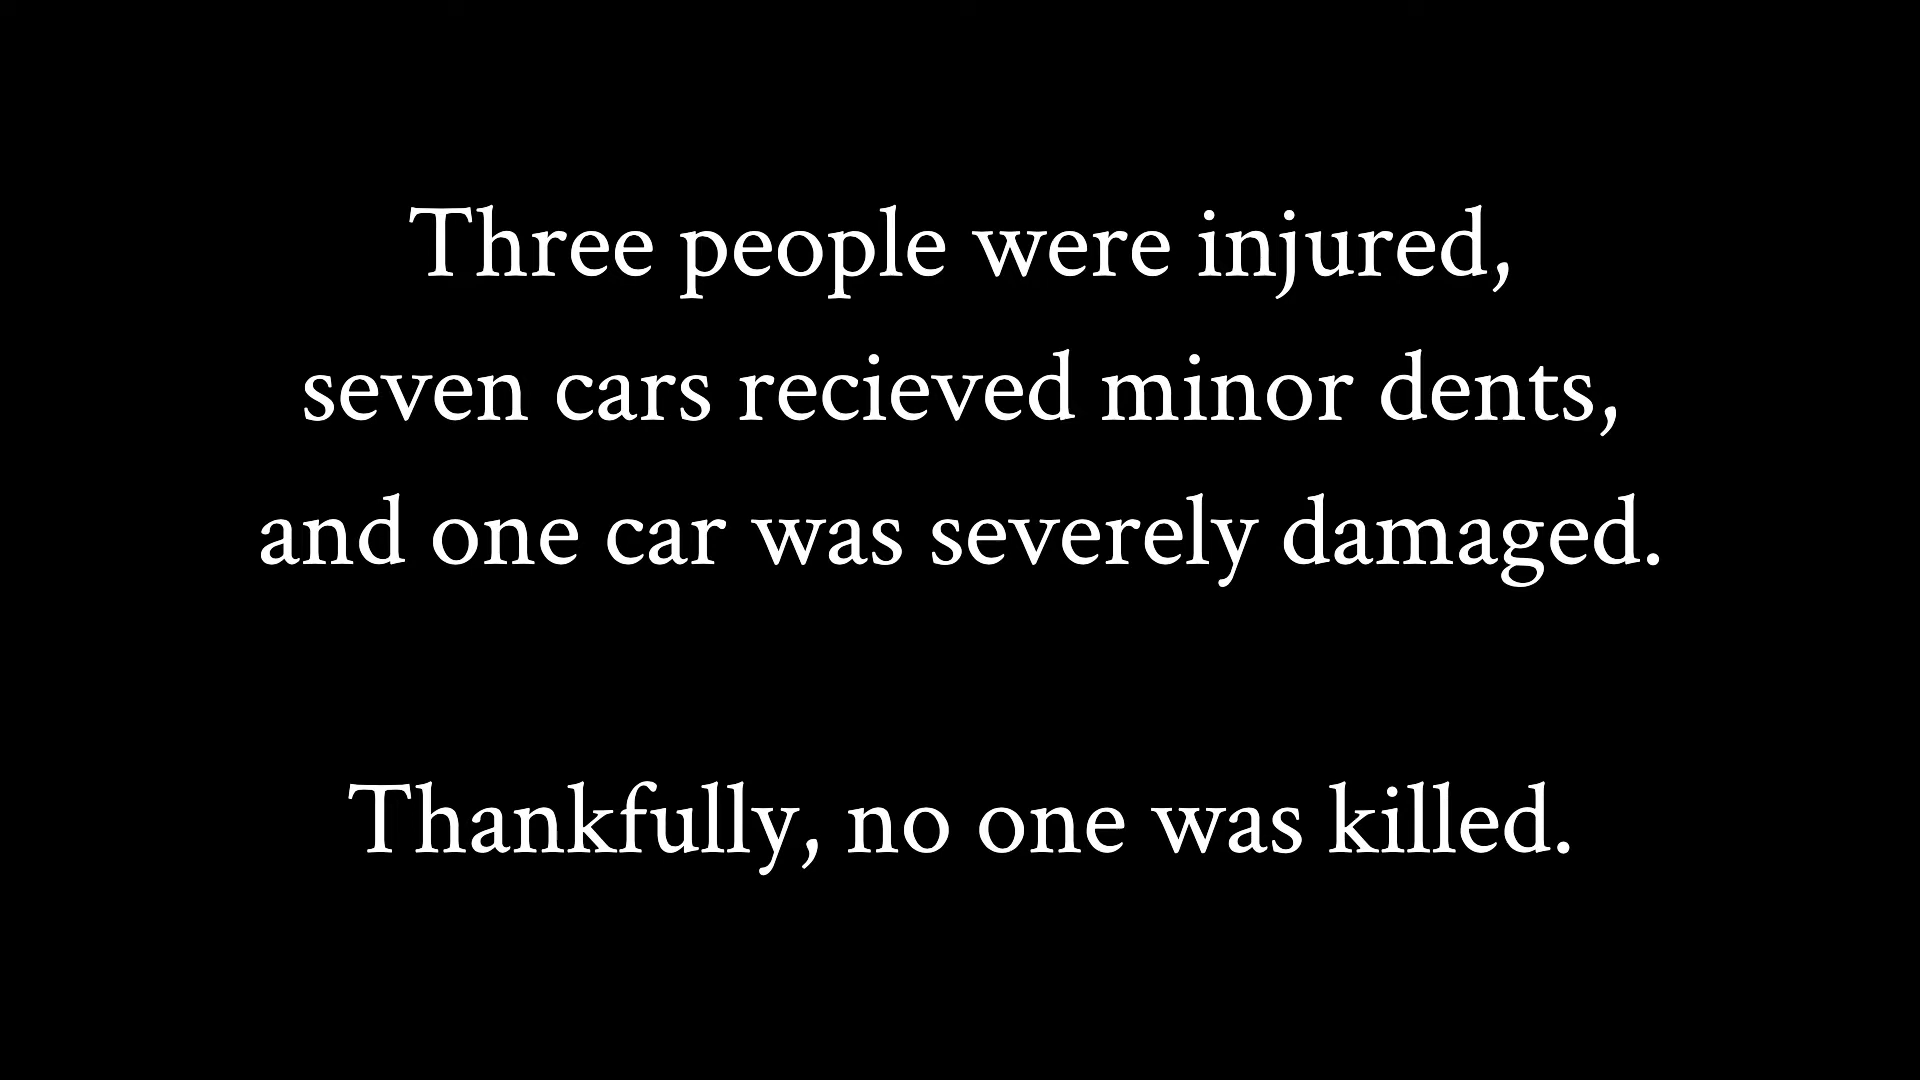 Three people were injured,
seven cars recieved minor dents,
and one car was severely damaged.
Thankfully, no one was killed.